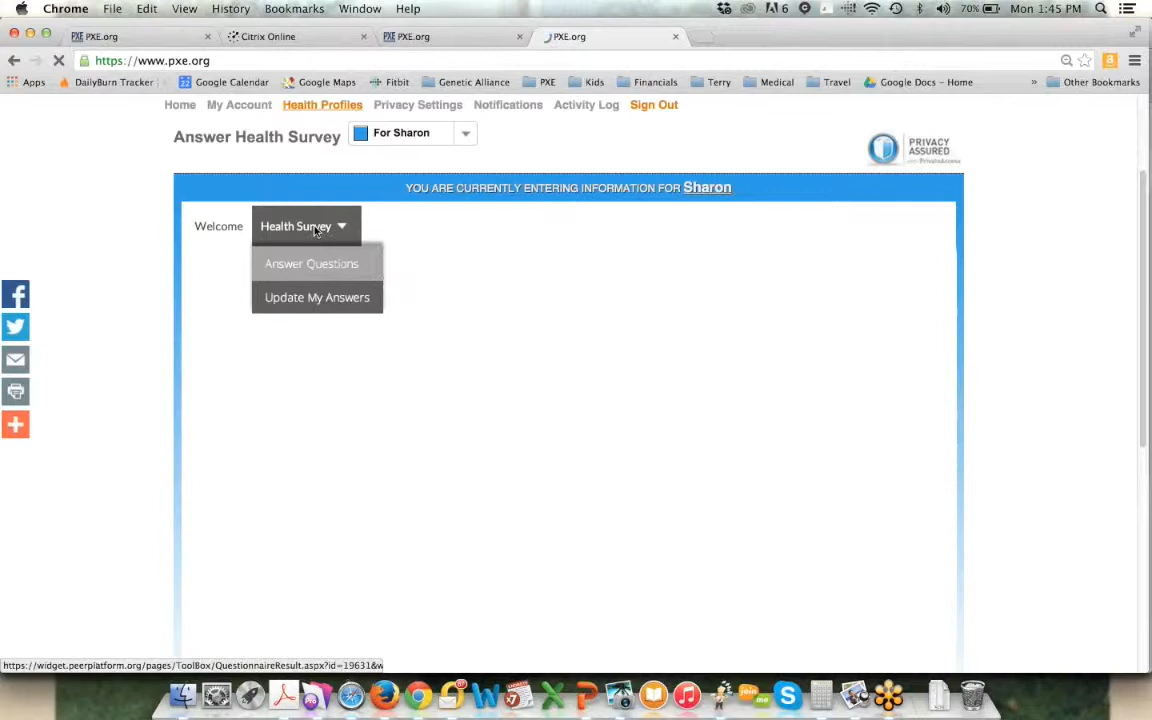 Chrome File Edit View History Bookmarks Window Help 6 70% Mon 1:45 PM
PXE PXE.org × Citrix Online × PXE PXE.org × PXE.org ×
https://www.pxe.org
Apps DailyBurn Tracker 22 Google Calendar Google Maps Fitbit Genetic Alliance PXE Kids Financials Terry Medical Travel Google Docs - Home » Other Bookmarks
Home My Account Health Profiles Privacy Settings Notifications Activity Log Sign Out
Answer Health Survey For Sharon
PRIVACY
ASSURED
YOU ARE CURRENTLY ENTERING INFORMATION FOR Sharon
Welcome Health Survey
Answer Questions
Update My Answers
https://widget.peerplatform.org/pages/ToolBox/QuestionnaireResult.aspx?id=19631&w